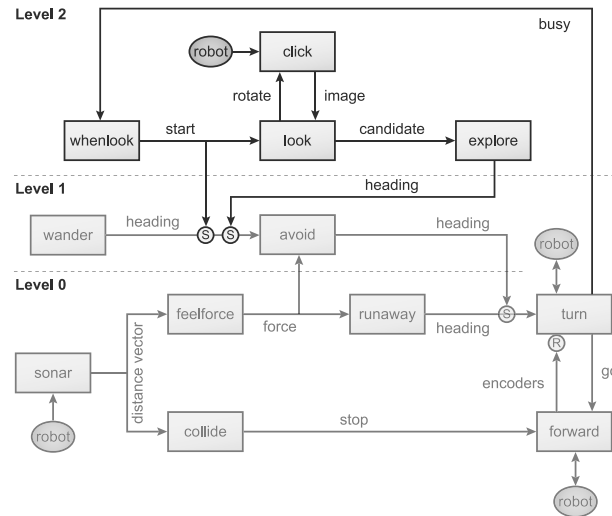 Level 2
busy
robot
click
rotate
image
whenlook
start
look
candidate
explore
Level 1
heading
wander
heading
S
S
avoid
heading
robot
Level 0
feelforce
force
runaway
heading
S
turn
distance vector
sonar
R
encoders
go
robot
collide
stop
forward
robot